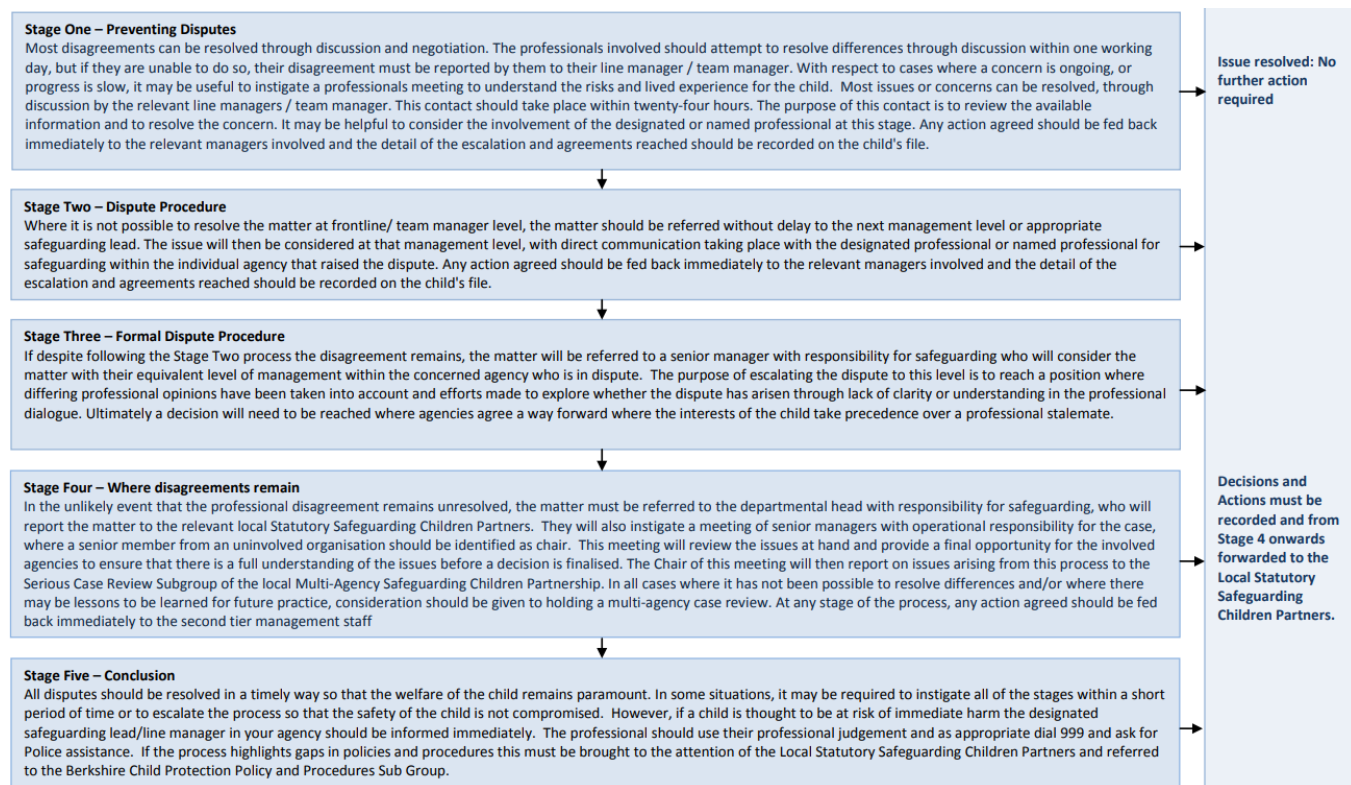 Stage One – Preventing Disputes
Most disagreements can be resolved through discussion and negotiation. The professionals involved should attempt to resolve differences through discussion within one working
day, but if they are unable to do so, their disagreement must be reported by them to their line manager / team manager. With respect to cases where a concern is ongoing, or
progress is slow, it may be useful to instigate a professionals meeting to understand the risks and lived experience for the child.  Most issues or concerns can be resolved, through
discussion by the relevant line managers / team manager. This contact should take place within twenty-four hours. The purpose of this contact is to review the available
information and to resolve the concern. It may be helpful to consider the involvement of the designated or named professional at this stage. Any action agreed should be fed back
immediately to the relevant managers involved and the detail of the escalation and agreements reached should be recorded on the child's file.
Issue resolved: No
further action
required
Stage Two – Dispute Procedure
Where it is not possible to resolve the matter at frontline/ team manager level, the matter should be referred without delay to the next management level or appropriate
safeguarding lead. The issue will then be considered at that management level, with direct communication taking place with the designated professional or named professional for
safeguarding within the individual agency that raised the dispute. Any action agreed should be fed back immediately to the relevant managers involved and the detail of the
escalation and agreements reached should be recorded on the child's file.
Stage Three – Formal Dispute Procedure
If despite following the Stage Two process the disagreement remains, the matter will be referred to a senior manager with responsibility for safeguarding who will consider the
matter with their equivalent level of management within the concerned agency who is in dispute.  The purpose of escalating the dispute to this level is to reach a position where
differing professional opinions have been taken into account and efforts made to explore whether the dispute has arisen through lack of clarity or understanding in the professional
dialogue. Ultimately a decision will need to be reached where agencies agree a way forward where the interests of the child take precedence over a professional stalemate.
Stage Four – Where disagreements remain
In the unlikely event that the professional disagreement remains unresolved, the matter must be referred to the departmental head with responsibility for safeguarding, who will
report the matter to the relevant local Statutory Safeguarding Children Partners.  They will also instigate a meeting of senior managers with operational responsibility for the case,
where a senior member from an uninvolved organisation should be identified as chair.  This meeting will review the issues at hand and provide a final opportunity for the involved
agencies to ensure that there is a full understanding of the issues before a decision is finalised. The Chair of this meeting will then report on issues arising from this process to the
Serious Case Review Subgroup of the local Multi-Agency Safeguarding Children Partnership. In all cases where it has not been possible to resolve differences and/or where there
may be lessons to be learned for future practice, consideration should be given to holding a multi-agency case review. At any stage of the process, any action agreed should be fed
back immediately to the second tier management staff
Decisions and
Actions must be
recorded and from
Stage 4 onwards
forwarded to the
Local Statutory
Safeguarding
Children Partners.
Stage Five – Conclusion
All disputes should be resolved in a timely way so that the welfare of the child remains paramount. In some situations, it may be required to instigate all of the stages within a short
period of time or to escalate the process so that the safety of the child is not compromised.  However, if a child is thought to be at risk of immediate harm the designated
safeguarding lead/line manager in your agency should be informed immediately.  The professional should use their professional judgement and as appropriate dial 999 and ask for
Police assistance.  If the process highlights gaps in policies and procedures this must be brought to the attention of the Local Statutory Safeguarding Children Partners and referred
to the Berkshire Child Protection Policy and Procedures Sub Group.